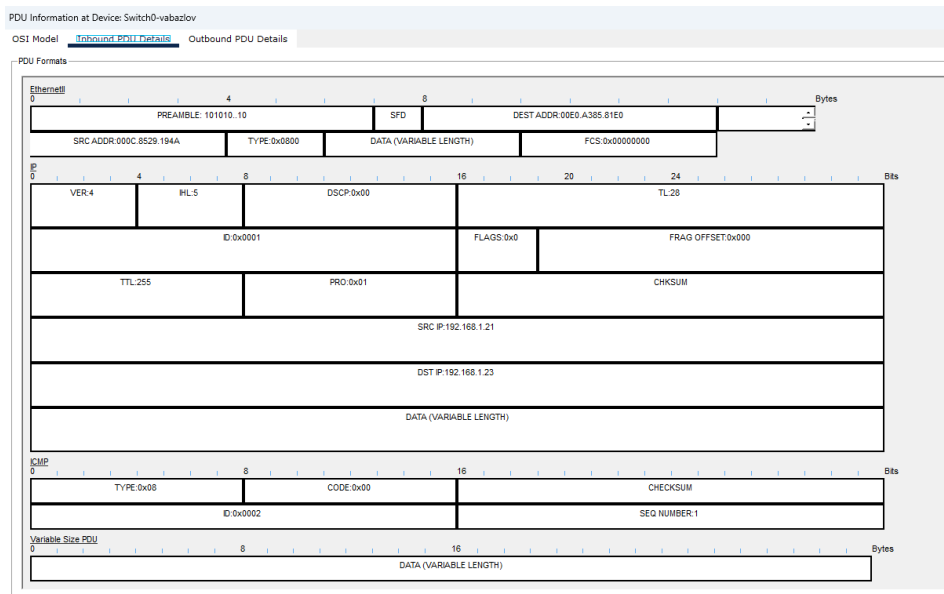 PDU Information at Device: Switch0-vabazlov
OSI Model Inbound PDU Details Outbound PDU Details
PDU Formats
EthernetII
0 4 8 Bytes
PREAMBLE: 101010..10 SFD DEST ADDR:00E0.A385.81E0
SRC ADDR:000C.8529.194A TYPE:0x0800 DATA (VARIABLE LENGTH) FCS:0x00000000
IP
0 4 8 16 20 24 Bits
VER:4 IHL:5 DSCP:0x00 TL:28
ID:0x0001 FLAGS:0x0 FRAG OFFSET:0x000
TTL:255 PRO:0x01 CHKSUM
SRC IP:192.168.1.21
DST IP:192.168.1.23
DATA (VARIABLE LENGTH)
ICMP
0 8 16 Bits
TYPE:0x08 CODE:0x00 CHECKSUM
ID:0x0002 SEQ NUMBER:1
Variable Size PDU
0 8 16 Bytes
DATA (VARIABLE LENGTH)